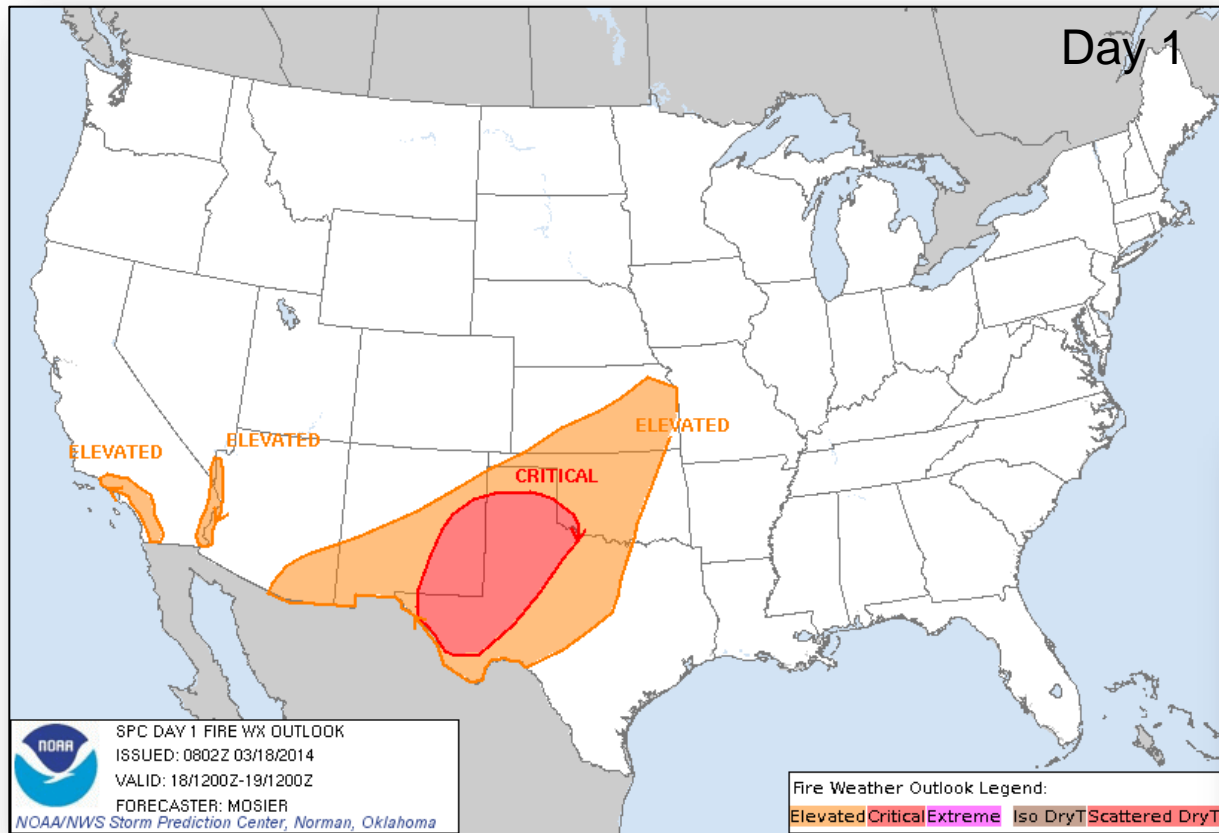 Day 1
ELEVATED
ELEVATED
ELEVATED
CRITICAL
NOAA
SPC DAY 1 FIRE WX OUTLOOK
ISSUED: 0802Z 03/18/2014
VALID: 18/1200Z-19/1200Z
FORECASTER: MOSIER
NOAA/NWS Storm Prediction Center, Norman, Oklahoma
Fire Weather Outlook Legend:
Elevated Critical Extreme Iso DryT Scattered DryT